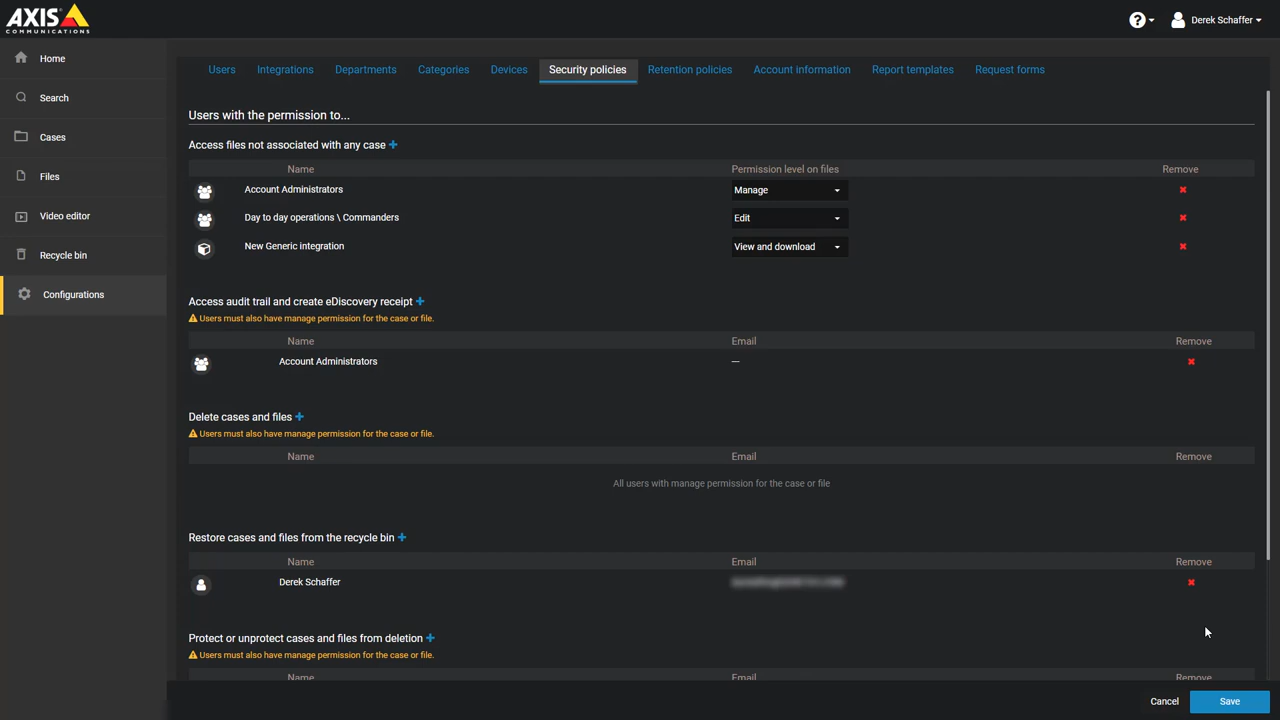 AXIS
COMMUNICATIONS
Derek Schaffer
Home
Search
Cases
Files
Video editor
Recycle bin
Configurations
Users Integrations Departments Categories Devices Security policies Retention policies Account information Report templates Request forms
Users with the permission to...
Access files not associated with any case +
Name Permission level on files Remove
Account Administrators Manage
Day to day operations \ Commanders Edit
New Generic integration View and download
Access audit trail and create eDiscovery receipt +
Users must also have manage permission for the case or file.
Name Email Remove
Account Administrators —
Delete cases and files +
Users must also have manage permission for the case or file.
Name Email Remove
All users with manage permission for the case or file
Restore cases and files from the recycle bin +
Name Email Remove
Derek Schaffer
Protect or unprotect cases and files from deletion +
Users must also have manage permission for the case or file.
Name Email Remove
Cancel Save